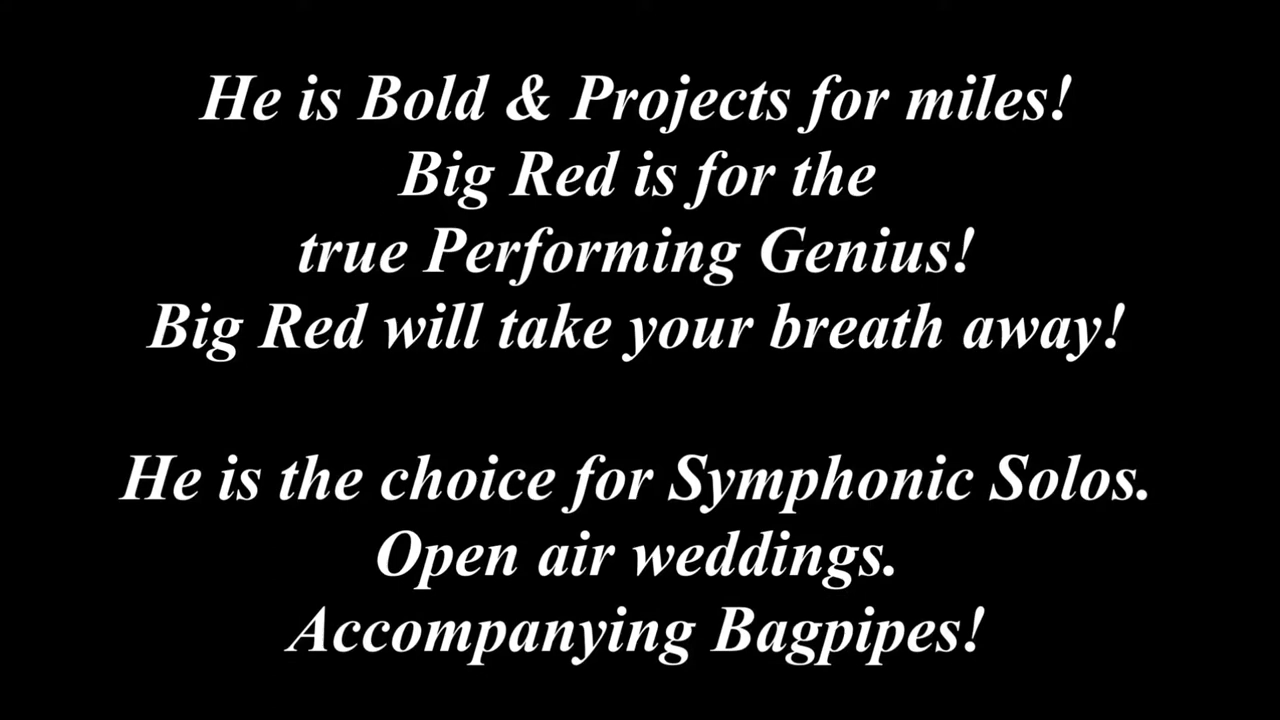 He is Bold & Projects for miles!
Big Red is for the
true Performing Genius!
Big Red will take your breath away!
He is the choice for Symphonic Solos.
Open air weddings.
Accompanying Bagpipes!